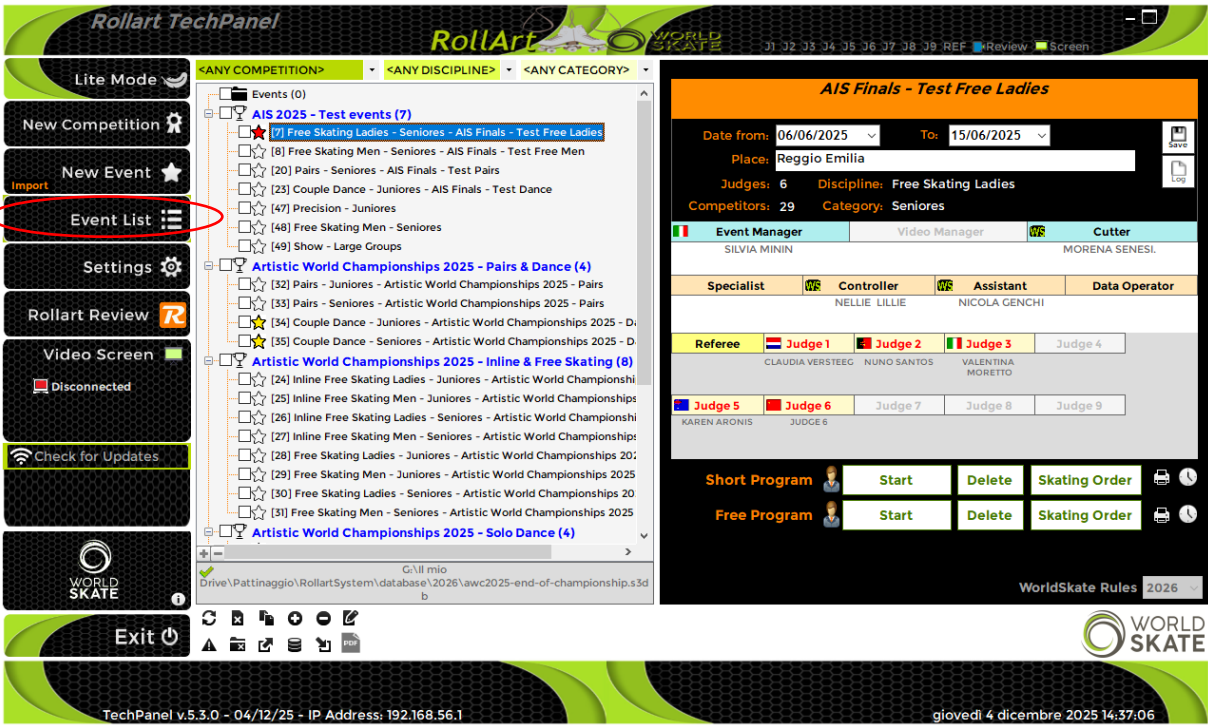 Rollart TechPanel
RollArt
WORLD
SKATE
J1 J2 J3 J4 J5 J6 J7 J8 J9 REF Review Screen
Lite Mode
New Competition
New Event
Import
Event List
Settings
Rollart Review
Video Screen
Disconnected
Check for Updates
WORLD
SKATE
Exit
<ANY COMPETITION> <ANY DISCIPLINE> <ANY CATEGORY>
Events (0)
AIS 2025 - Test events (7)
[7] Free Skating Ladies - Seniores - AIS Finals - Test Free Ladies
[8] Free Skating Men - Seniores - AIS Finals - Test Free Men
[20] Pairs - Seniores - AIS Finals - Test Pairs
[23] Couple Dance - Juniores - AIS Finals - Test Dance
[47] Precision - Juniores
[48] Free Skating Men - Seniores
[49] Show - Large Groups
Artistic World Championships 2025 - Pairs & Dance (4)
[32] Pairs - Juniores - Artistic World Championships 2025 - Pairs
[33] Pairs - Seniores - Artistic World Championships 2025 - Pairs
[34] Couple Dance - Juniores - Artistic World Championships 2025 - Da
[35] Couple Dance - Seniores - Artistic World Championships 2025 - D
Artistic World Championships 2025 - Inline & Free Skating (8)
[24] Inline Free Skating Ladies - Juniores - Artistic World Championshi
[25] Inline Free Skating Men - Juniores - Artistic World Championships
[26] Inline Free Skating Ladies - Seniores - Artistic World Championshi
[27] Inline Free Skating Men - Seniores - Artistic World Championships
[28] Free Skating Ladies - Juniores - Artistic World Championships 202
[29] Free Skating Men - Juniores - Artistic World Championships 2025
[30] Free Skating Ladies - Seniores - Artistic World Championships 20
[31] Free Skating Men - Seniores - Artistic World Championships 2025
Artistic World Championships 2025 - Solo Dance (4)
G:\Il mio
Drive\Pattinaggio\RollartSystem\database\2026\awc2025-end-of-championship.s3d
b
PDF
AIS Finals - Test Free Ladies
Date from: 06/06/2025 To: 15/06/2025
Save
Place: Reggio Emilia
Log
Judges: 6 Discipline: Free Skating Ladies
Competitors: 29 Category: Seniores
Event Manager Video Manager WS Cutter
SILVIA MININ MORENA SENESI.
Specialist WS Controller WS Assistant Data Operator
NELLIE LILLIE NICOLA GENCHI
Referee Judge 1 Judge 2 Judge 3 Judge 4
CLAUDIA VERSTEEG NUNO SANTOS VALENTINA
MORETTO
Judge 5 Judge 6 Judge 7 Judge 8 Judge 9
KAREN ARONIS JUDGE 6
Short Program Start Delete Skating Order
Free Program Start Delete Skating Order
WorldSkate Rules 2026
WORLD
SKATE
TechPanel v.5.3.0 - 04/12/25 - IP Address: 192.168.56.1
giovedì 4 dicembre 2025 14:37:06